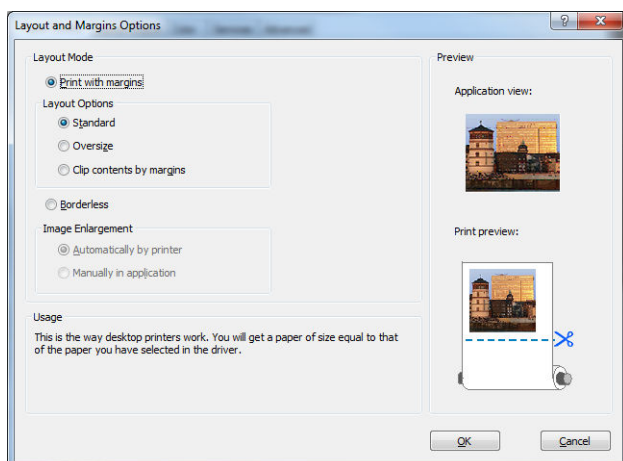 Layout and Margins Options
Layout Mode
Print with margins
Layout Options
Standard
Oversize
Clip contents by margins
Borderless
Image Enlargement
Automatically by printer
Manually in application
Usage
This is the way desktop printers work. You will get a paper of size equal to that
of the paper you have selected in the driver.
Preview
Application view:
Print preview:
OK
Cancel